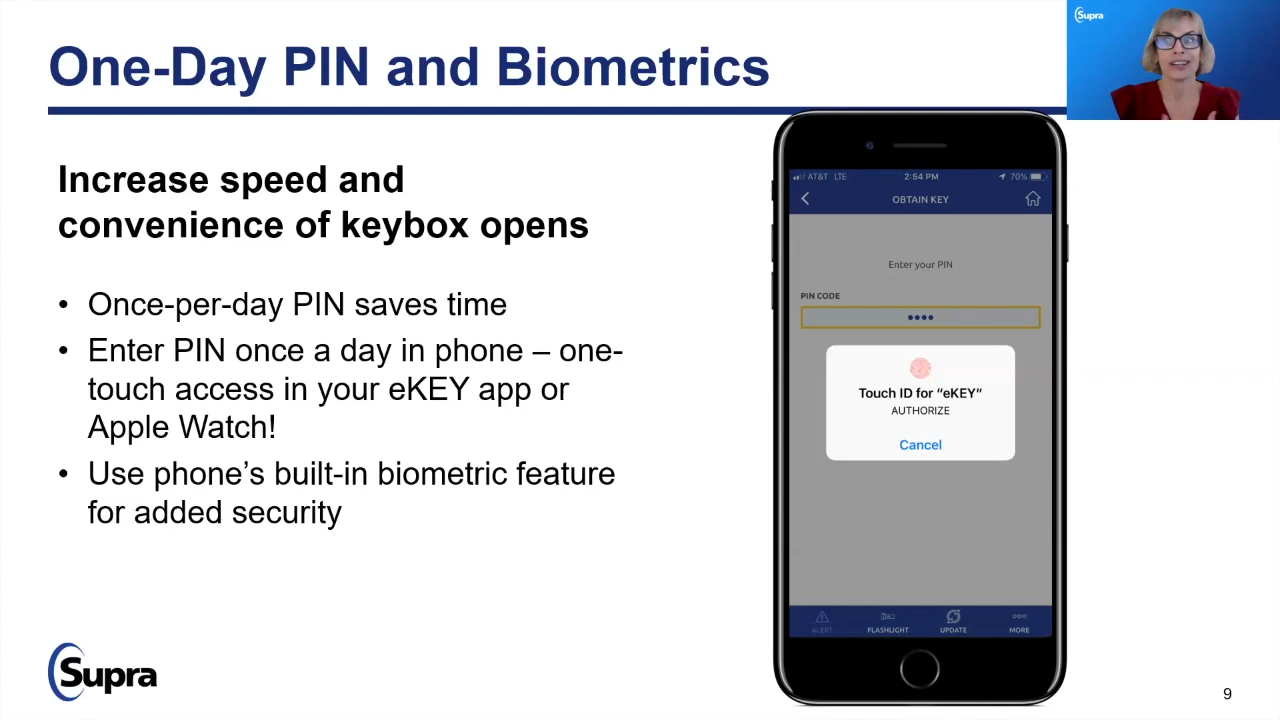 One-Day PIN and Biometrics
Supra
Increase speed and
convenience of keybox opens
• Once-per-day PIN saves time
• Enter PIN once a day in phone – one-
touch access in your eKEY app or
Apple Watch!
• Use phone’s built-in biometric feature
for added security
AT&T LTE 2:54 PM 70%
OBTAIN KEY
Enter your PIN
PIN CODE
••••
Touch ID for “eKEY”
AUTHORIZE
Cancel
ALERT FLASHLIGHT UPDATE MORE
Supra
9